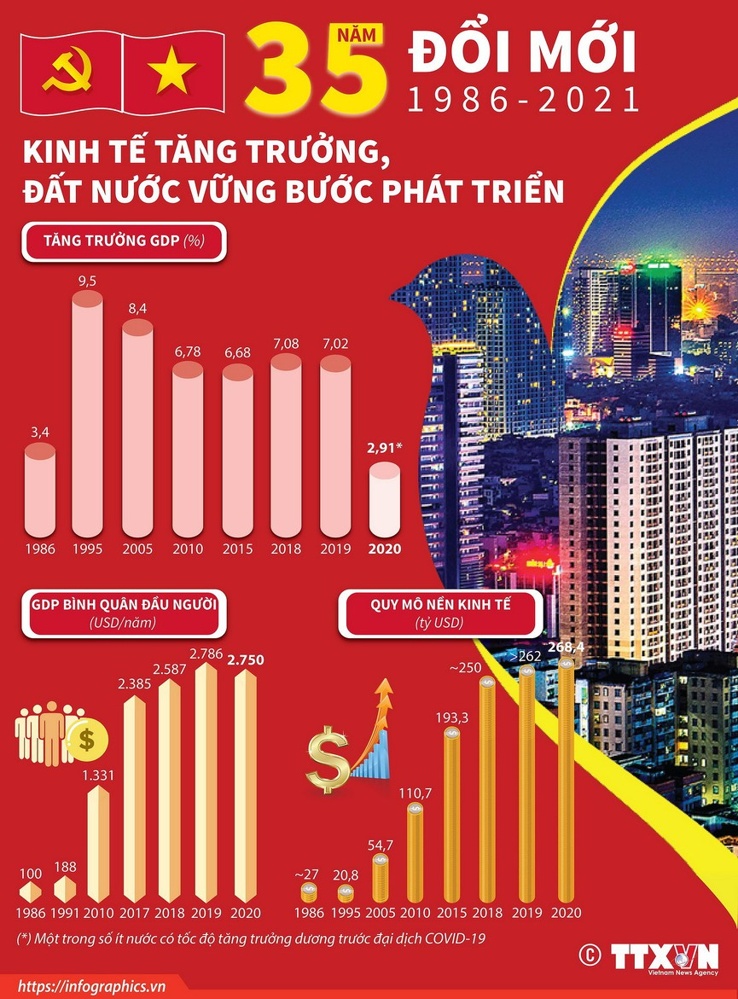 35
NĂM
ĐỔI MỚI
1986-2021
KINH TẾ TĂNG TRƯỞNG,
ĐẤT NƯỚC VỮNG BƯỚC PHÁT TRIỂN
TĂNG TRƯỞNG GDP (%)
3,4
9,5
8,4
6,78
6,68
7,08
7,02
2,91*
1986 1995 2005 2010 2015 2018 2019 2020
GDP BÌNH QUÂN ĐẦU NGƯỜI
(USD/năm)
$
100
188
1.331
2.385
2.587
2.786
2.750
1986 1991 2010 2017 2018 2019 2020
QUY MÔ NỀN KINH TẾ
(tỷ USD)
$
~27
20,8
54,7
110,7
193,3
~250
>262
268,4
1986 1995 2005 2010 2015 2018 2019 2020
(*) Một trong số ít nước có tốc độ tăng trưởng dương trước đại dịch COVID-19
© TTXVN
Vietnam News Agency
https://infographics.vn